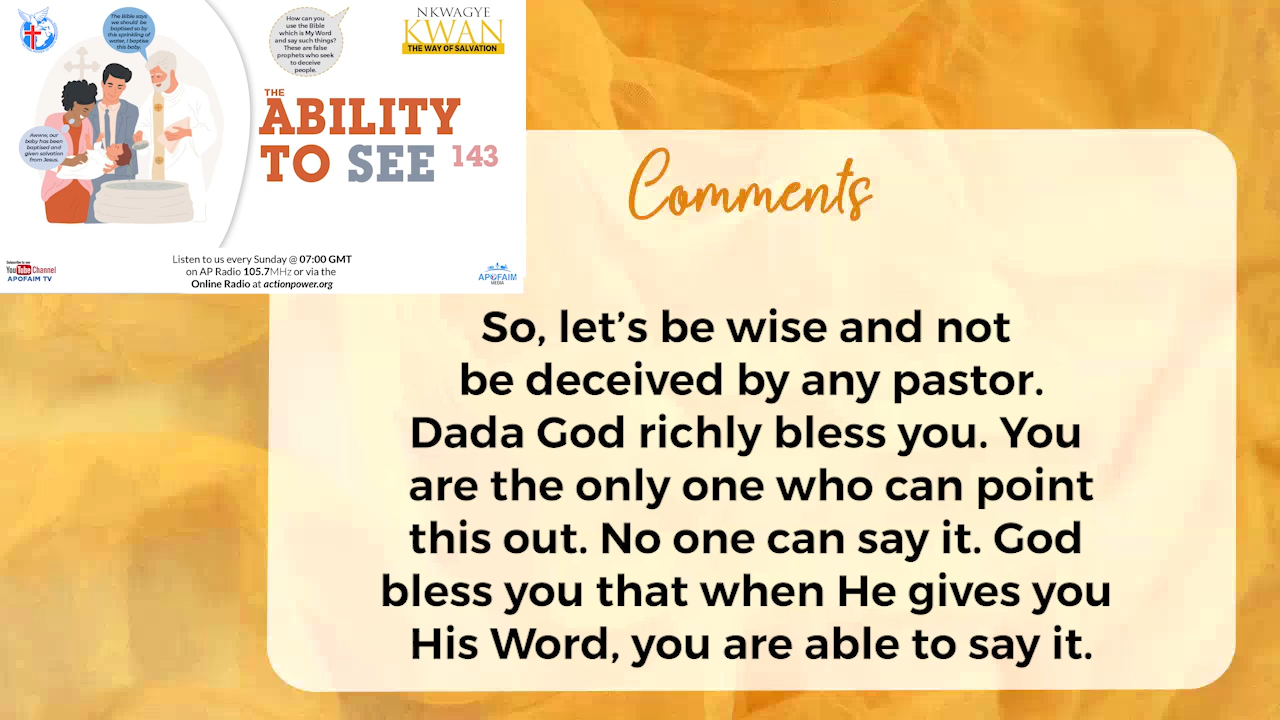 The Bible says
we should be
baptised so by
this sprinkling of
water, I baptise
this baby.
How can you
use the Bible
which is My Word
and say such things?
These are false
prophets who seek
to deceive
people.
NKWAGYE
KWAN
THE WAY OF SALVATION
Awww, our
baby has been
baptised and
given salvation
from Jesus.
THE
ABILITY
TO SEE 143
Listen to us every Sunday @ 07:00 GMT
on AP Radio 105.7MHz or via the
Online Radio at actionpower.org
Subscribe to our
YouTube Channel
APOFAIM TV
APOFAIM
MEDIA
Comments
So, let’s be wise and not
be deceived by any pastor.
Dada God richly bless you. You
are the only one who can point
this out. No one can say it. God
bless you that when He gives you
His Word, you are able to say it.